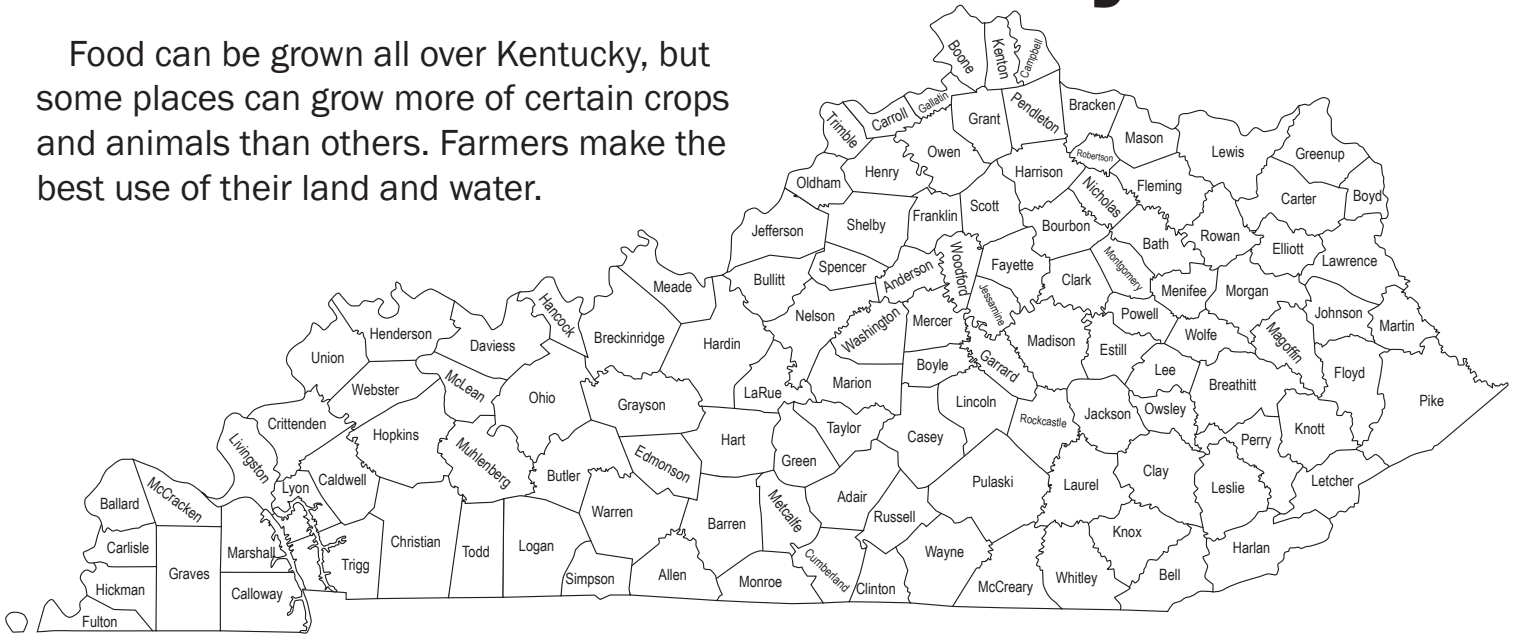 Food can be grown all over Kentucky, but
some places can grow more of certain crops
and animals than others. Farmers make the
best use of their land and water.
Boone
Kenton
Campbell
Gallatin
Carroll
Trimble
Grant
Pendleton
Bracken
Mason
Lewis
Greenup
Robertson
Owen
Henry
Oldham
Harrison
Nicholas
Fleming
Carter
Boyd
Jefferson
Shelby
Franklin
Scott
Bourbon
Bath
Rowan
Elliott
Lawrence
Bullitt
Spencer
Anderson
Woodford
Fayette
Clark
Montgomery
Menifee
Morgan
Meade
Hancock
Nelson
Washington
Mercer
Jessamine
Powell
Johnson
Martin
Henderson
Daviess
Breckinridge
Hardin
Madison
Estill
Wolfe
Magoffin
Union
Boyle
Garrard
Lee
Breathitt
Floyd
Webster
McLean
Ohio
LaRue
Marion
Pike
Grayson
Lincoln
Rockcastle
Jackson
Owsley
Crittenden
Hopkins
Muhlenberg
Hart
Taylor
Casey
Perry
Knott
Livingston
Butler
Edmonson
Green
Lyon
Caldwell
Pulaski
Laurel
Clay
Leslie
Letcher
Ballard
McCracken
Warren
Barren
Metcalfe
Adair
Russell
Carlisle
Graves
Marshall
Trigg
Christian
Todd
Logan
Knox
Harlan
Wayne
Simpson
Allen
Monroe
Cumberland
Clinton
McCreary
Whitley
Bell
Hickman
Calloway
Fulton